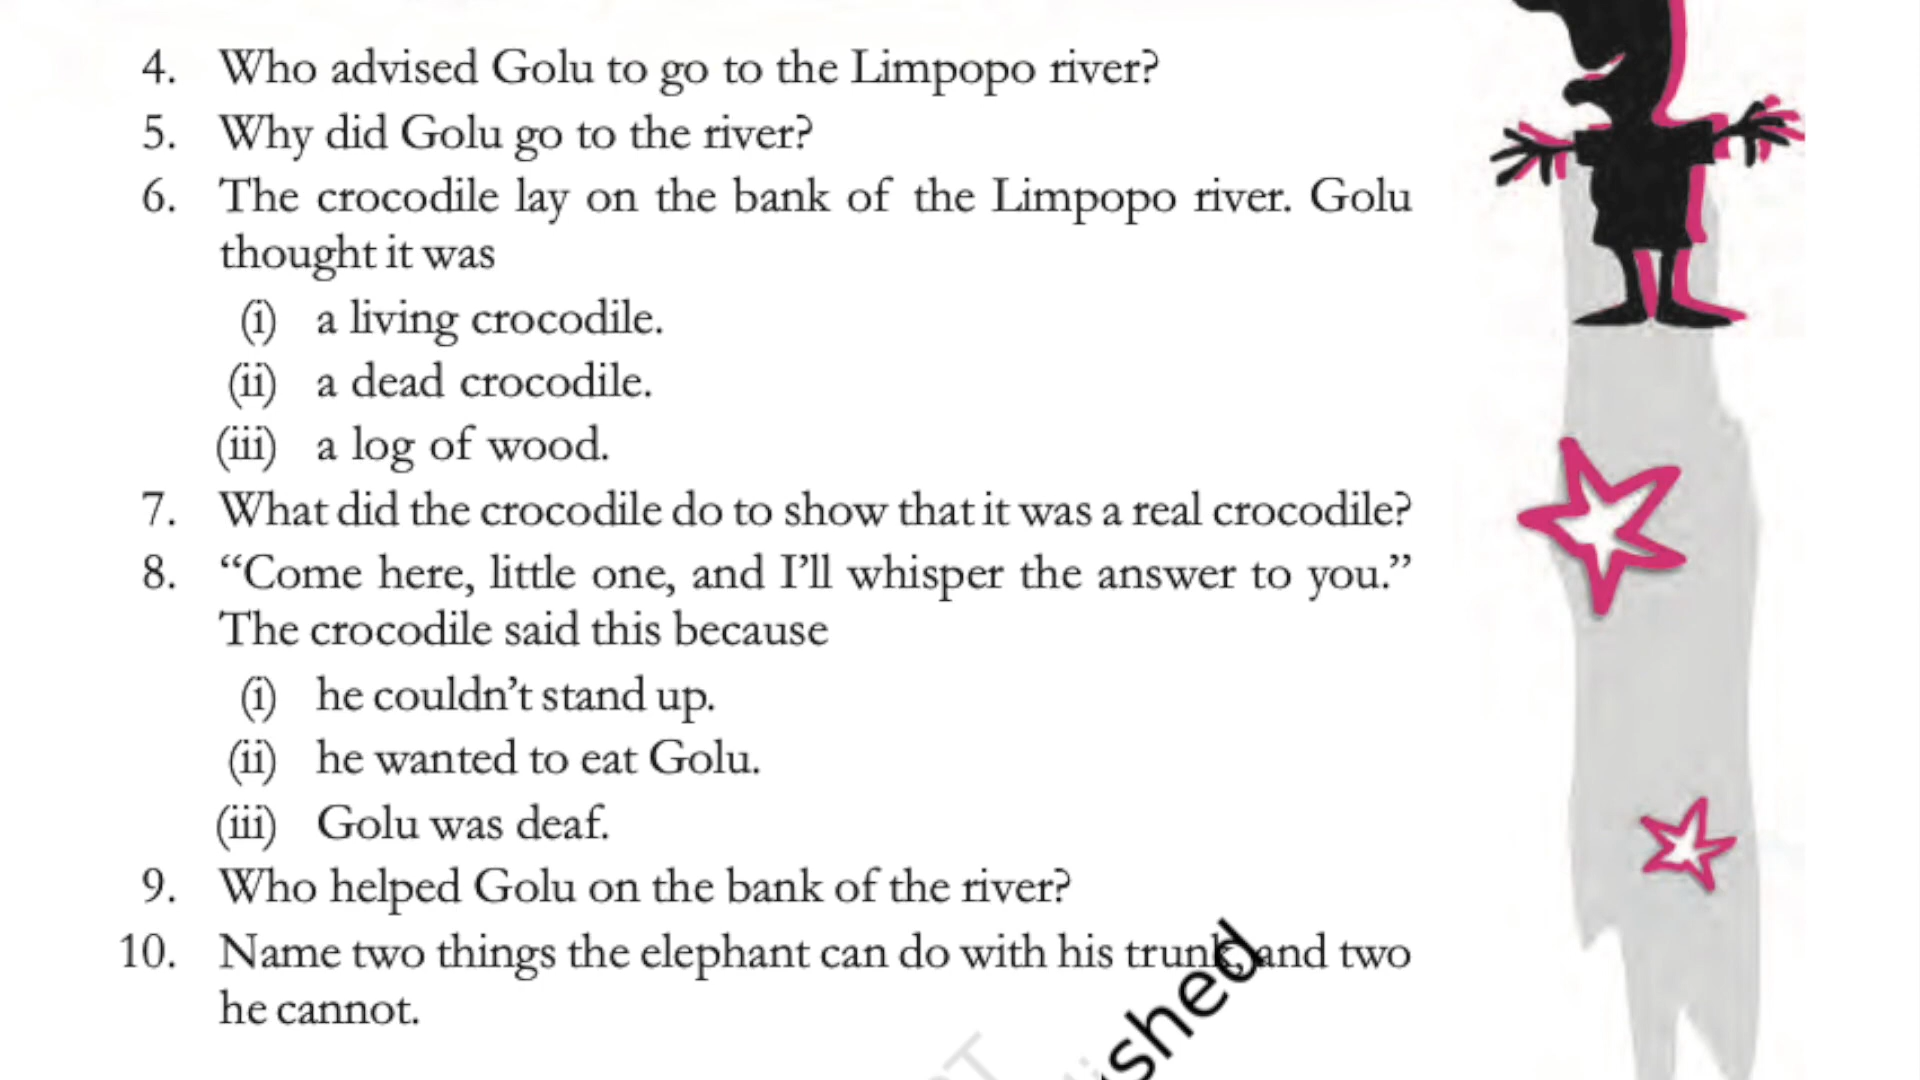 4. Who advised Golu to go to the Limpopo river?
5. Why did Golu go to the river?
6. The crocodile lay on the bank of the Limpopo river. Golu
thought it was
(i) a living crocodile.
(ii) a dead crocodile.
(iii) a log of wood.
7. What did the crocodile do to show that it was a real crocodile?
8. “Come here, little one, and I’ll whisper the answer to you.”
The crocodile said this because
(i) he couldn’t stand up.
(ii) he wanted to eat Golu.
(iii) Golu was deaf.
9. Who helped Golu on the bank of the river?
10. Name two things the elephant can do with his trunk, and two
he cannot.
shed